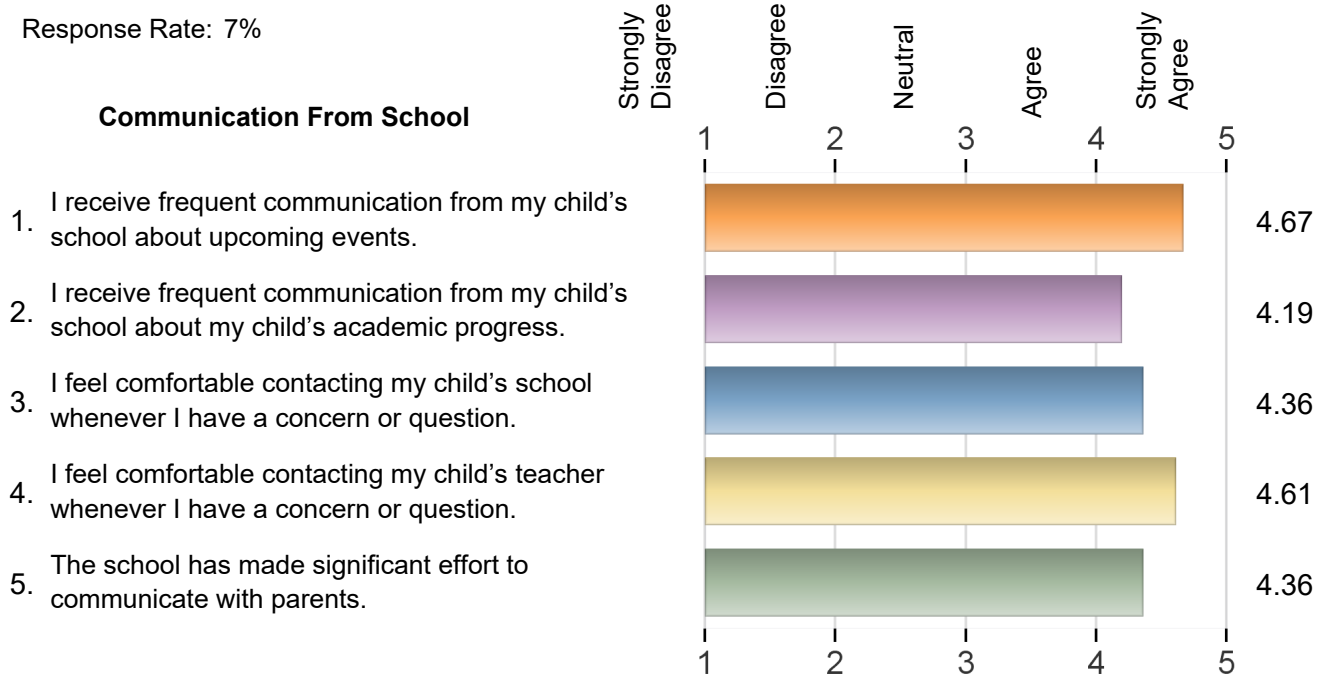 Response Rate: 7%
Strongly
Disagree
Disagree
Neutral
Agree
Strongly
Agree
Communication From School
1 2 3 4 5
1. I receive frequent communication from my child’s
school about upcoming events.
4.67
2. I receive frequent communication from my child’s
school about my child’s academic progress.
4.19
3. I feel comfortable contacting my child’s school
whenever I have a concern or question.
4.36
4. I feel comfortable contacting my child’s teacher
whenever I have a concern or question.
4.61
5. The school has made significant effort to
communicate with parents.
4.36
1 2 3 4 5